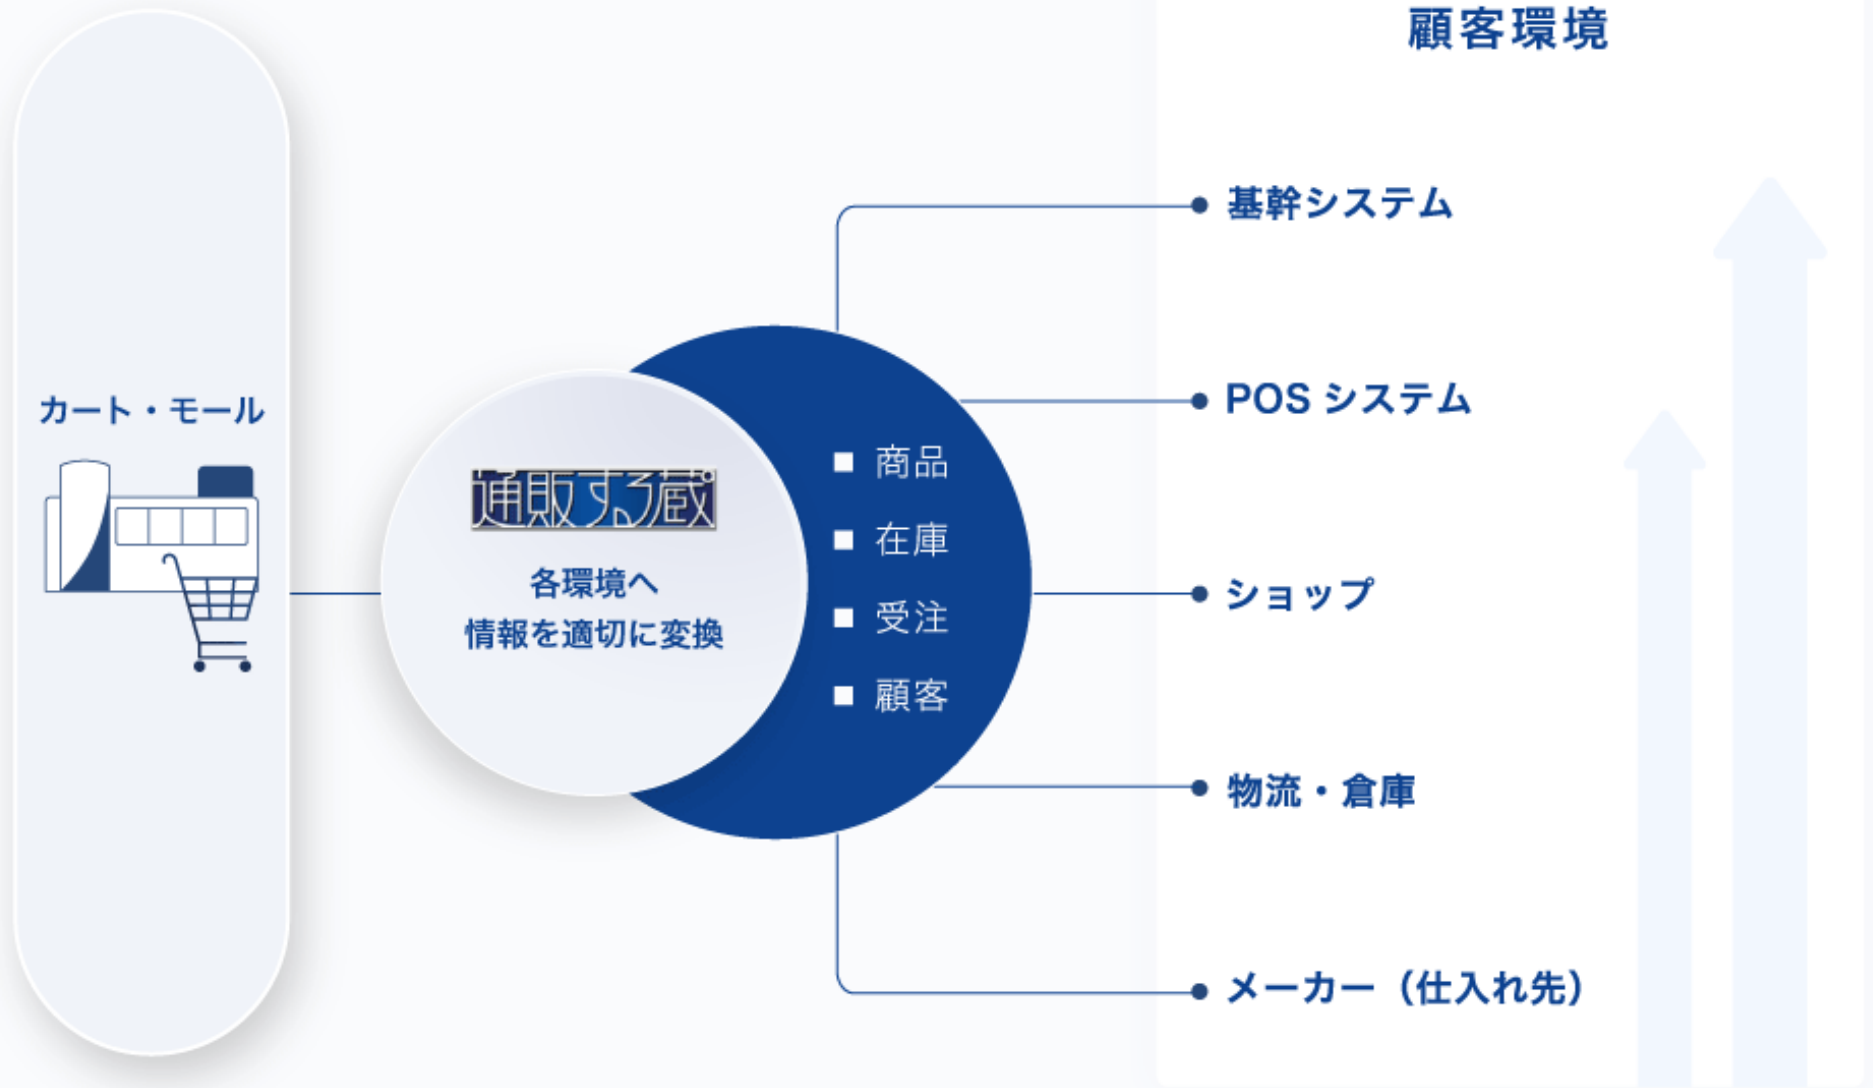 顧客環境
カート・モール
通販する蔵
各環境へ
情報を適切に変換
■ 商品
■ 在庫
■ 受注
■ 顧客
基幹システム
POS システム
ショップ
物流・倉庫
メーカー（仕入れ先）